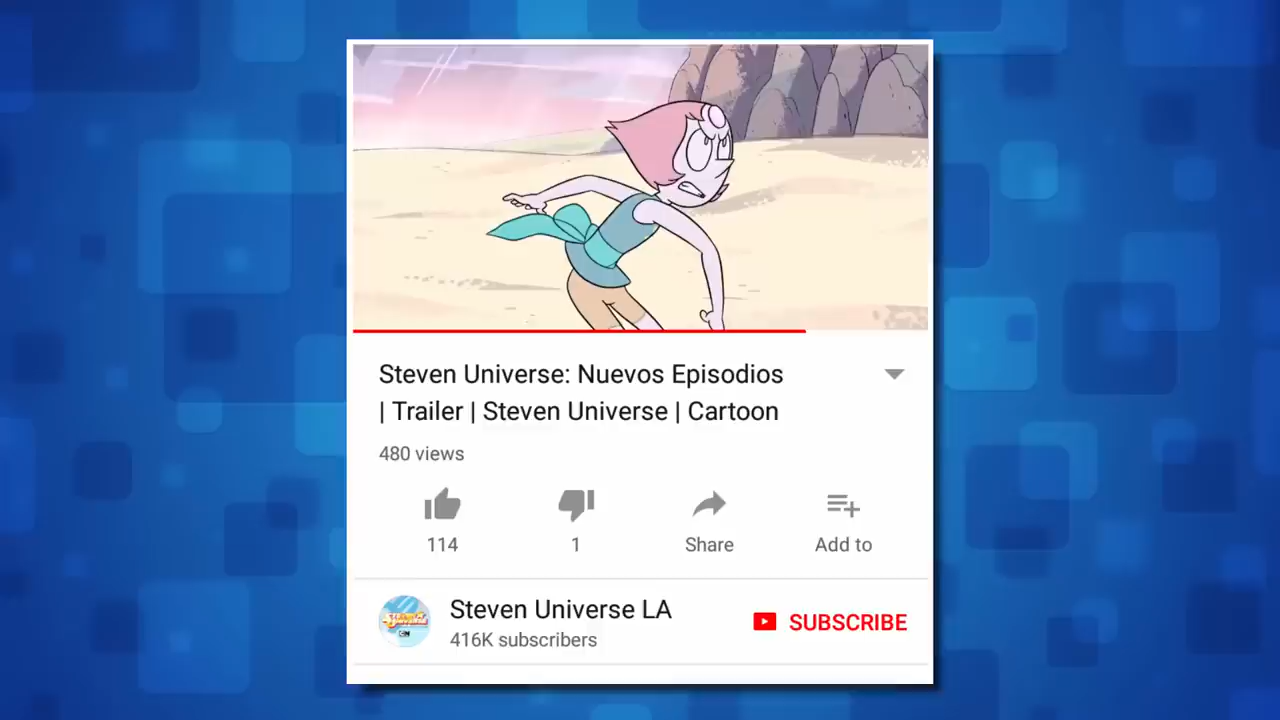 Steven Universe: Nuevos Episodios
| Trailer | Steven Universe | Cartoon
480 views
114
1
Share
Add to
Steven Universe LA
416K subscribers
SUBSCRIBE